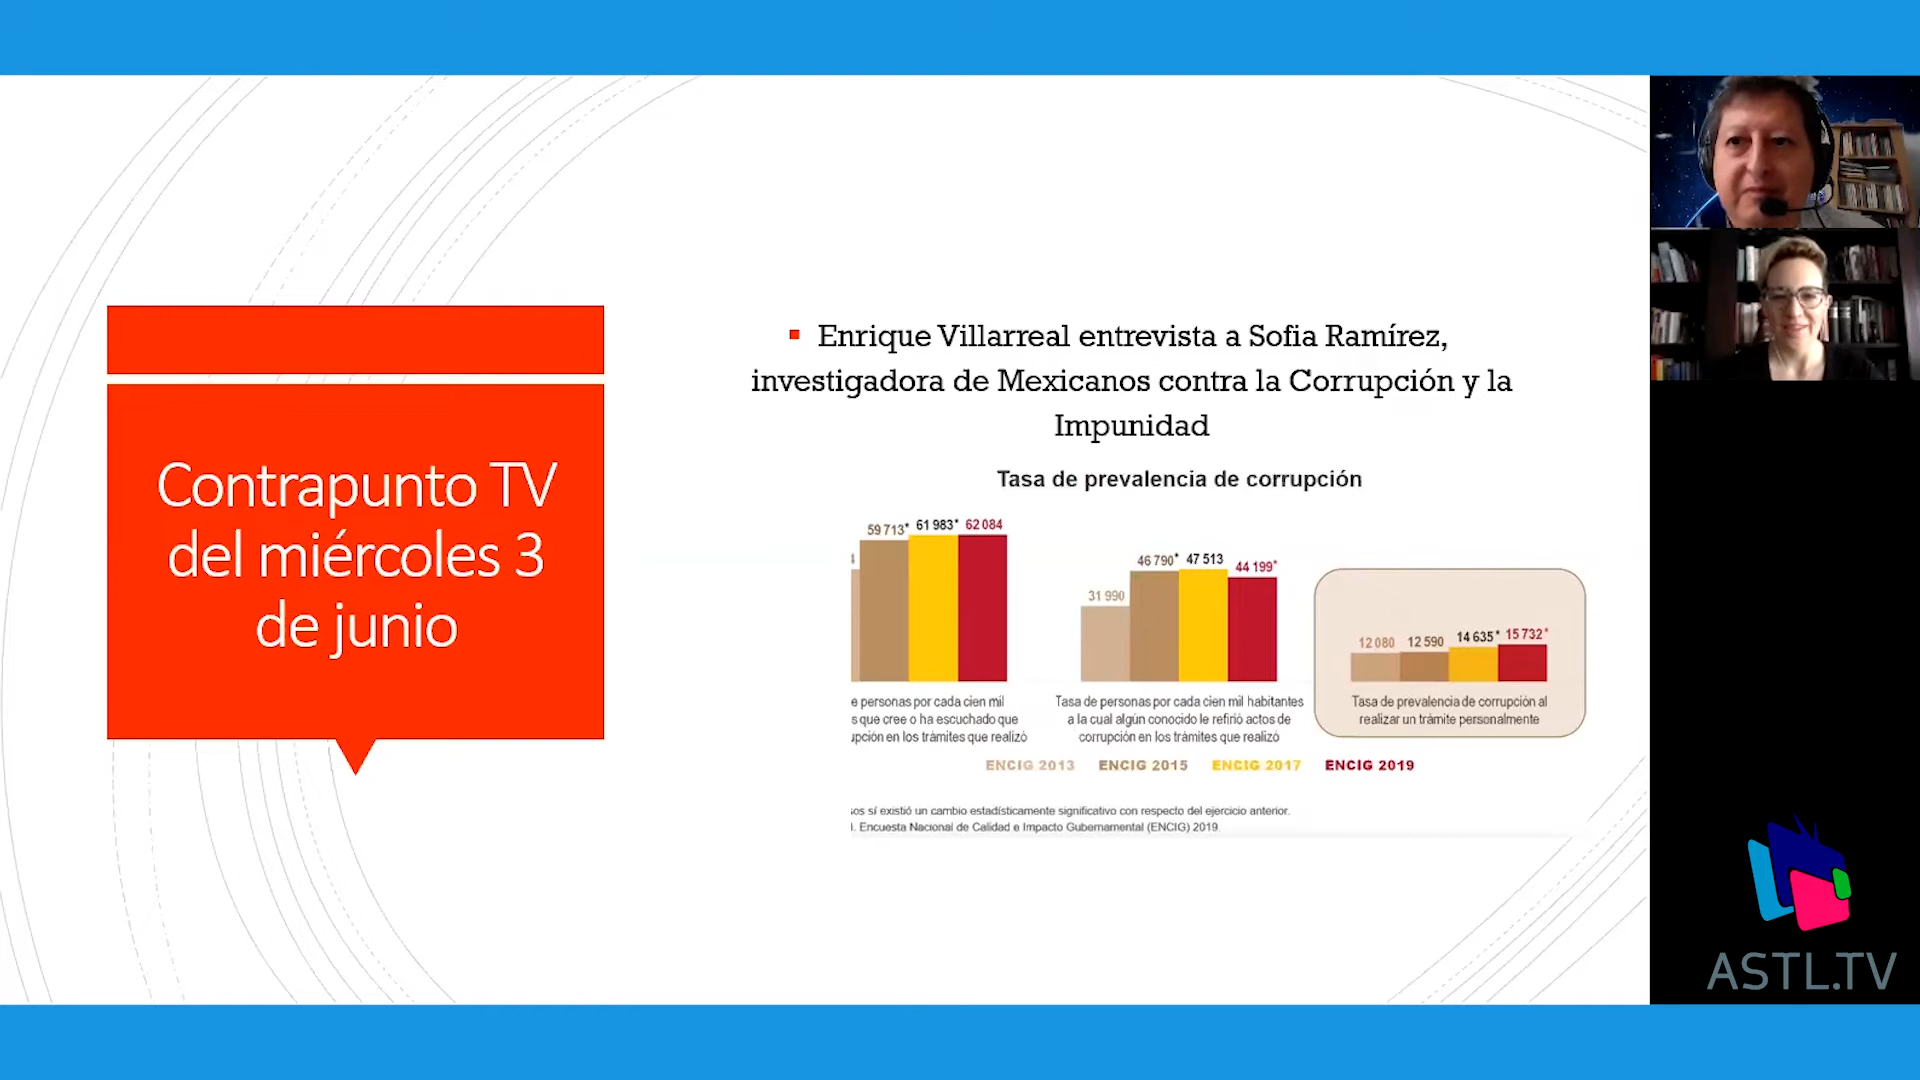 Contrapunto TV
del miércoles 3
de junio
Enrique Villarreal entrevista a Sofia Ramírez,
investigadora de Mexicanos contra la Corrupción y la
Impunidad
Tasa de prevalencia de corrupción
59 713* 61 983* 62 084
e personas por cada cien mil
s que cree o ha escuchado que
upción en los trámites que realizó
31 990 46 790* 47 513 44 199*
Tasa de personas por cada cien mil habitantes
a la cual algún conocido le refirió actos de
corrupción en los trámites que realizó
12 080 12 590 14 635* 15 732*
Tasa de prevalencia de corrupción al
realizar un trámite personalmente
ENCIG 2013 ENCIG 2015 ENCIG 2017 ENCIG 2019
os sí existió un cambio estadísticamente significativo con respecto del ejercicio anterior.
. Encuesta Nacional de Calidad e Impacto Gubernamental (ENCIG) 2019.
ASTL.TV